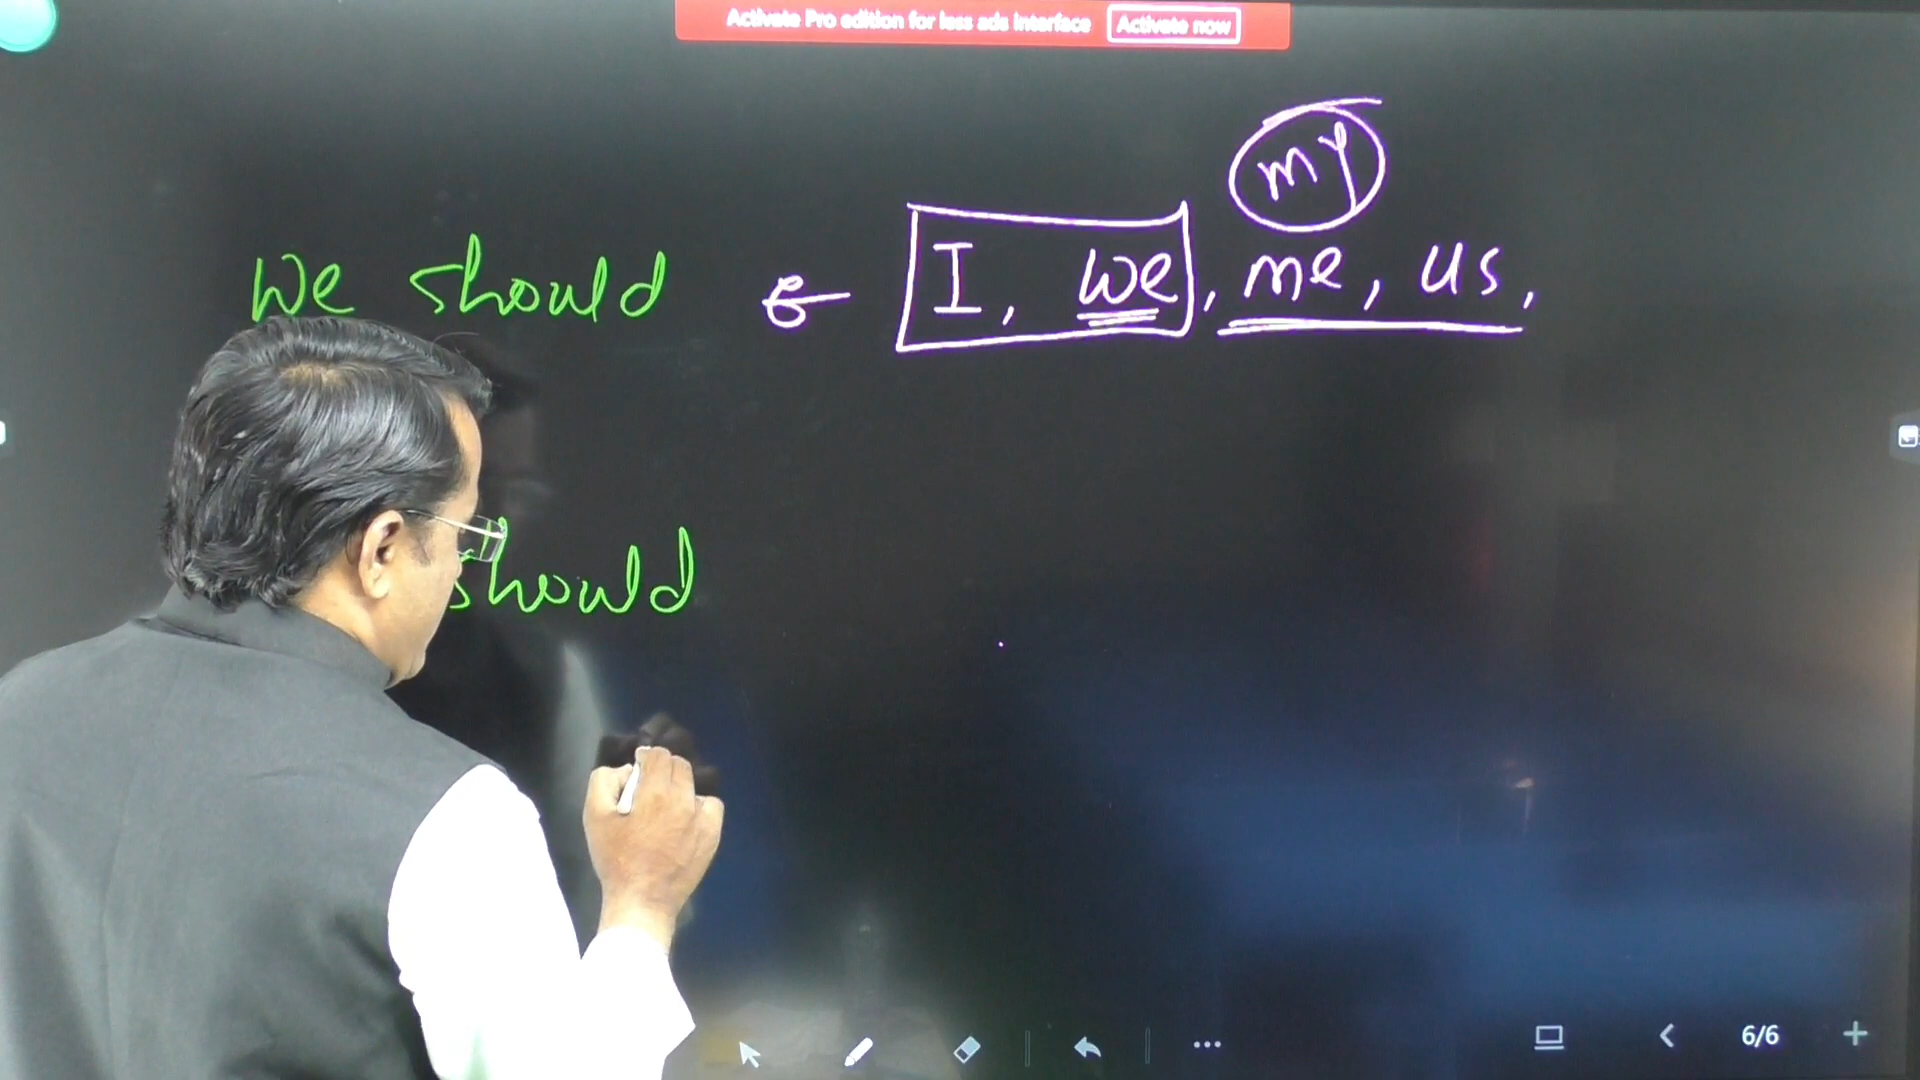 Activate Pro edition for less ads interface Activate now
my
We should ← I, we, me, us,
should
6/6